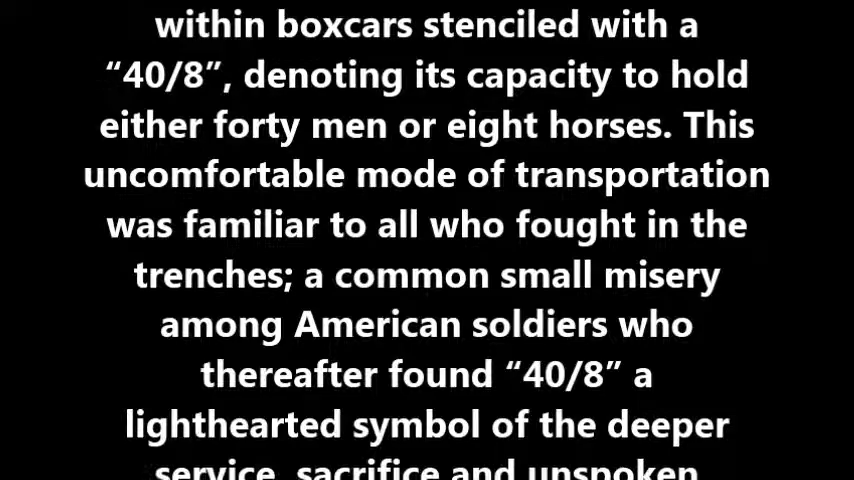 within boxcars stenciled with a
“40/8”, denoting its capacity to hold
either forty men or eight horses. This
uncomfortable mode of transportation
was familiar to all who fought in the
trenches; a common small misery
among American soldiers who
thereafter found “40/8” a
lighthearted symbol of the deeper
service, sacrifice and unspoken